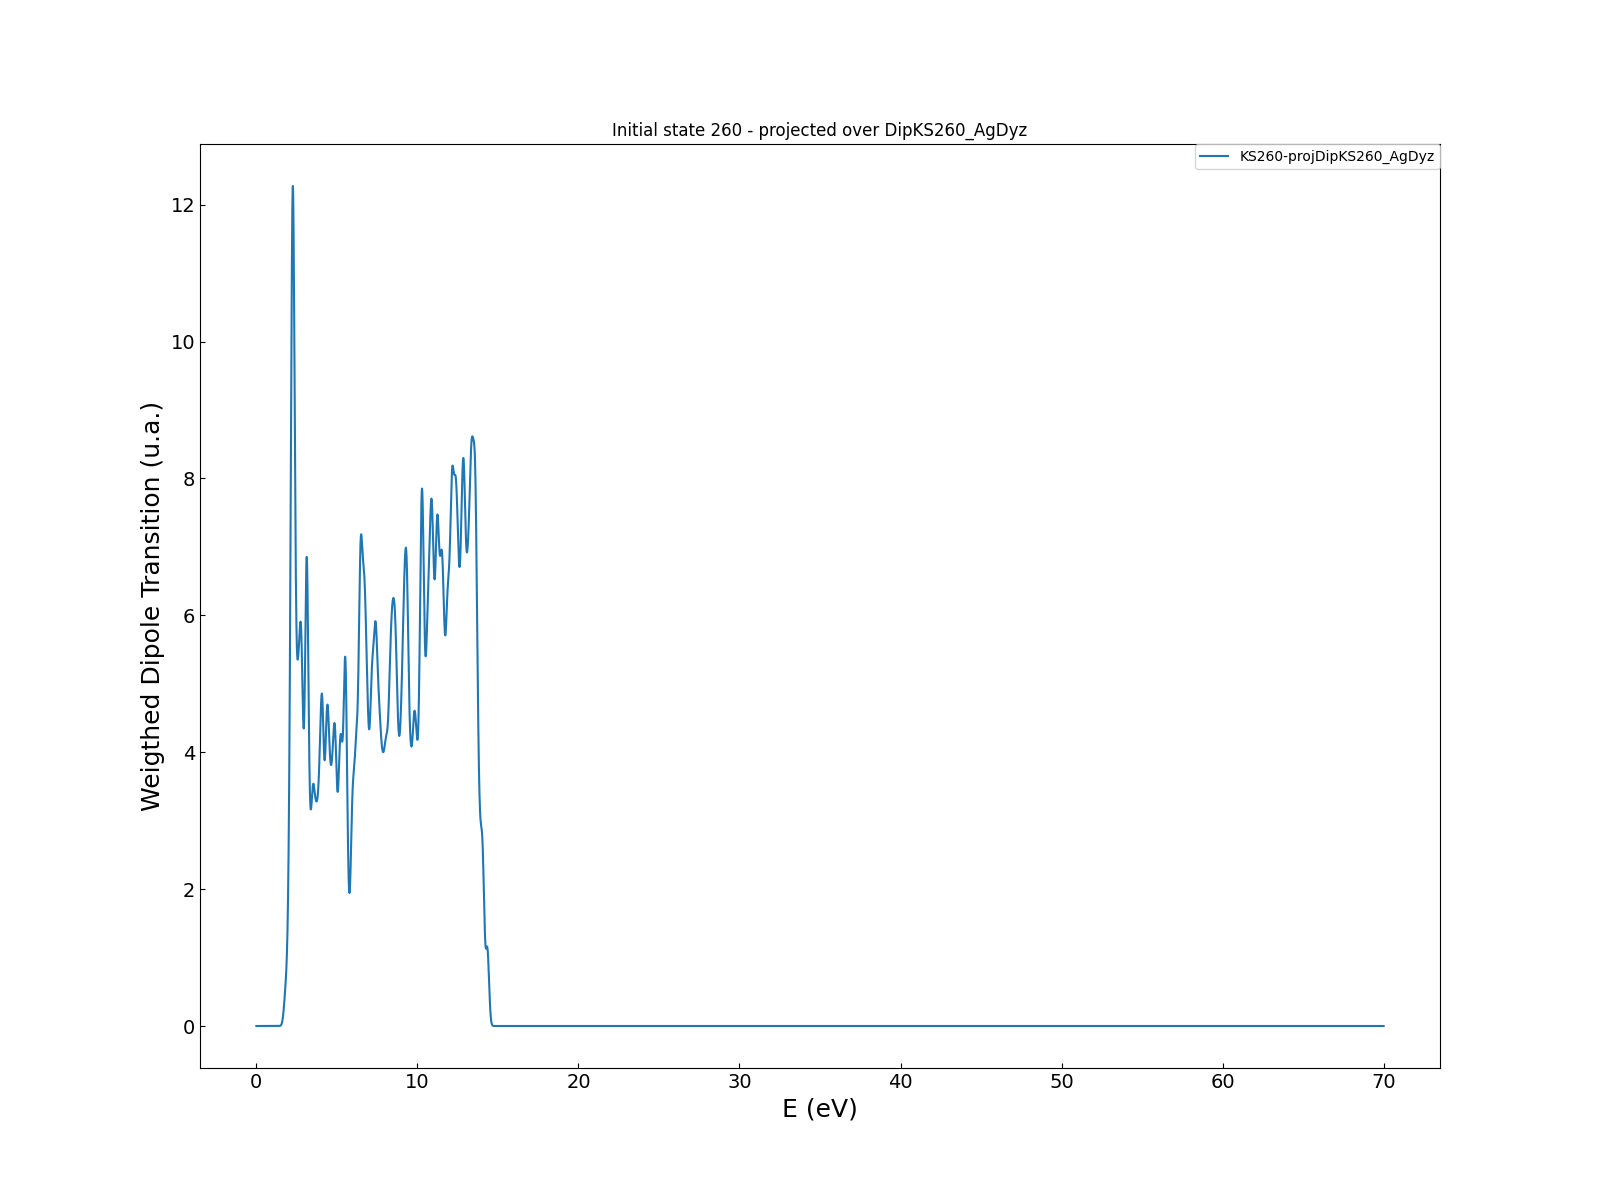 Initial state 260 - projected over DipKS260_AgDyz
KS260-projDipKS260_AgDyz
Weigthed Dipole Transition (u.a.)
12
10
8
6
4
2
0
0 10 20 30 40 50 60 70
E (eV)